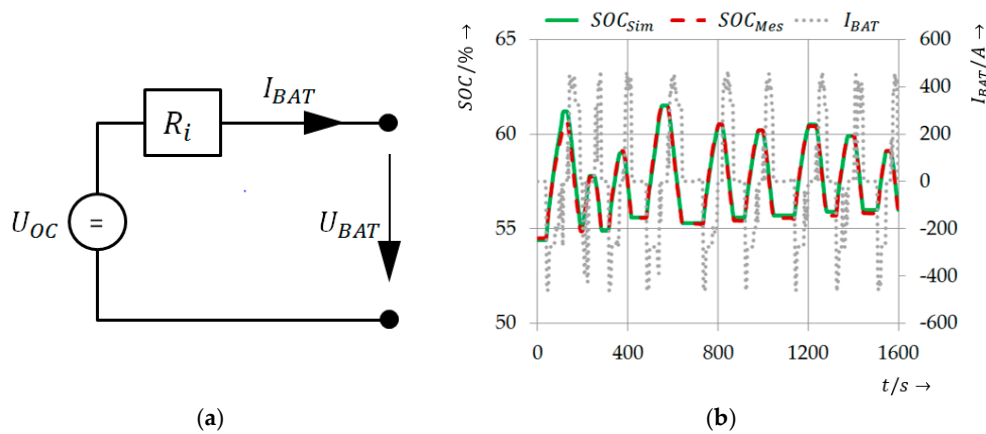 I_BAT
R_i
U_OC
=
U_BAT
(a)
SOC_Sim SOC_Mes I_BAT
SOC/% →
65
60
55
50
600
400
200
0
-200
-400
-600
I_BAT/A →
0 400 800 1200 1600
t/s →
(b)